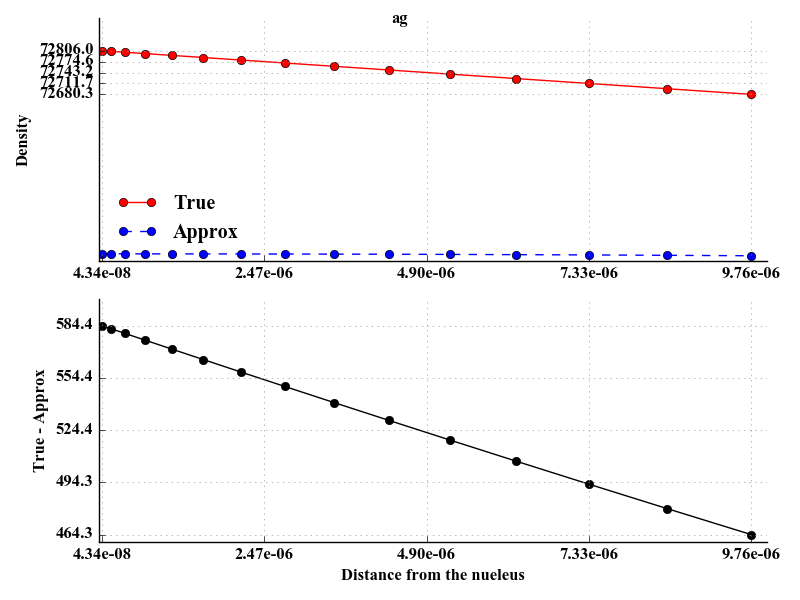 ag
72806.0
72774.6
72743.2
72711.7
72680.3
Density
True
Approx
4.34e-08 2.47e-06 4.90e-06 7.33e-06 9.76e-06
584.4
554.4
524.4
494.3
464.3
True - Approx
4.34e-08 2.47e-06 4.90e-06 7.33e-06 9.76e-06
Distance from the nueleus